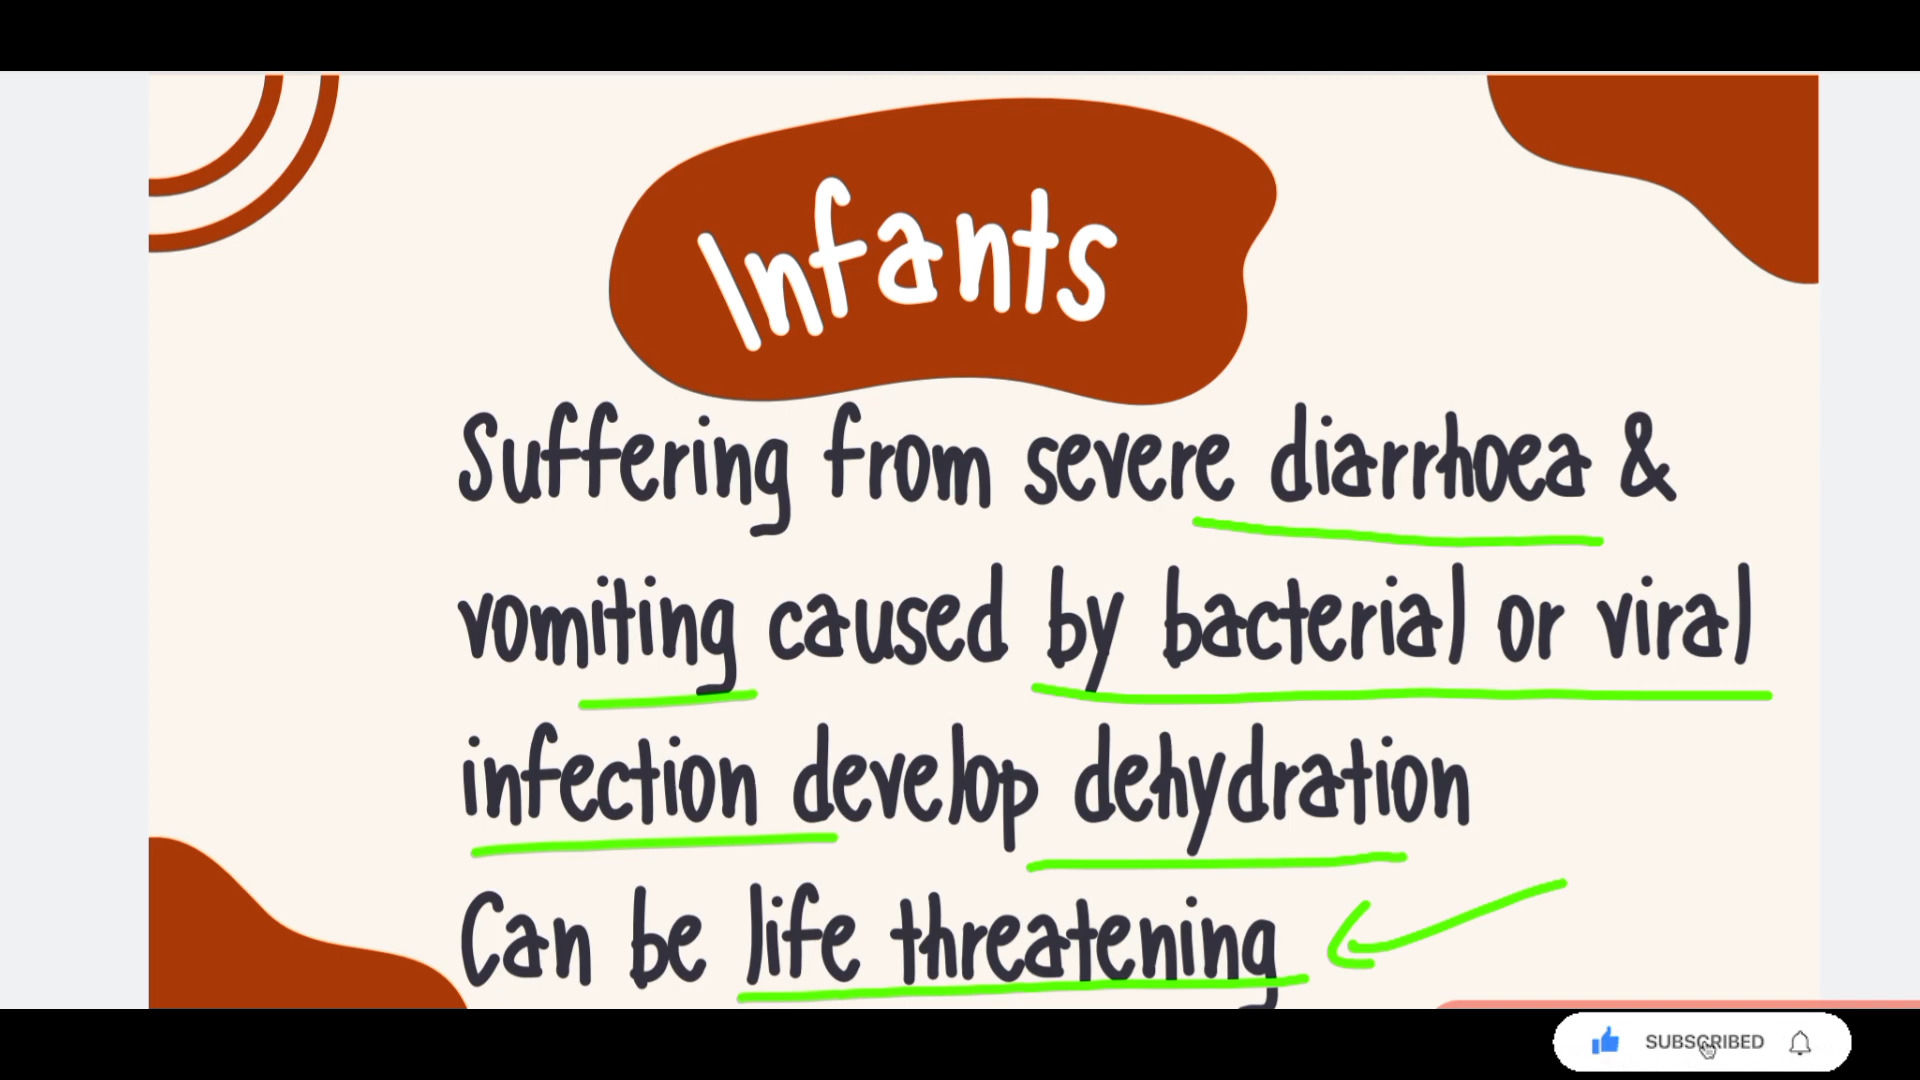 Infants
Suffering from severe diarrhoea &
vomiting caused by bacterial or viral
infection develop dehydration
Can be life threatening
SUBSCRIBED